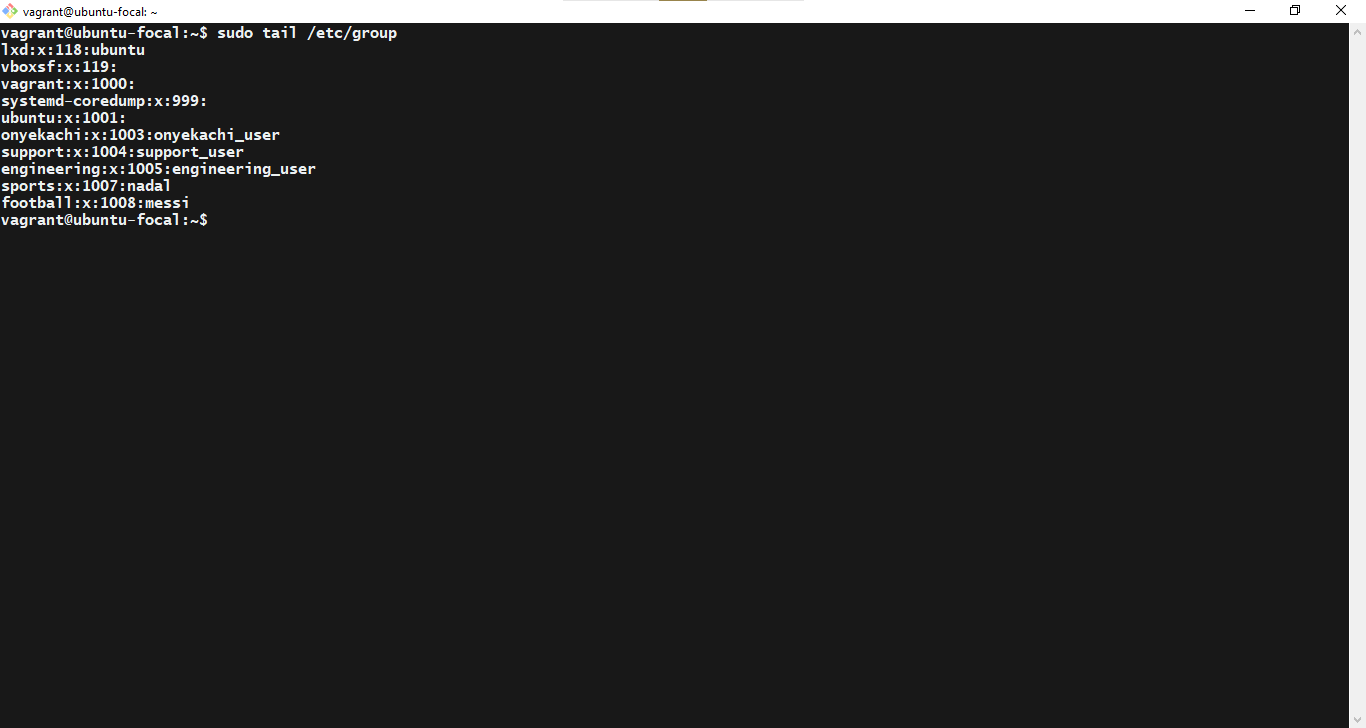 vagrant@ubuntu-focal: ~
vagrant@ubuntu-focal:~$ sudo tail /etc/group
lxd:x:118:ubuntu
vboxsf:x:119:
vagrant:x:1000:
systemd-coredump:x:999:
ubuntu:x:1001:
onyekachi:x:1003:onyekachi_user
support:x:1004:support_user
engineering:x:1005:engineering_user
sports:x:1007:nadal
football:x:1008:messi
vagrant@ubuntu-focal:~$